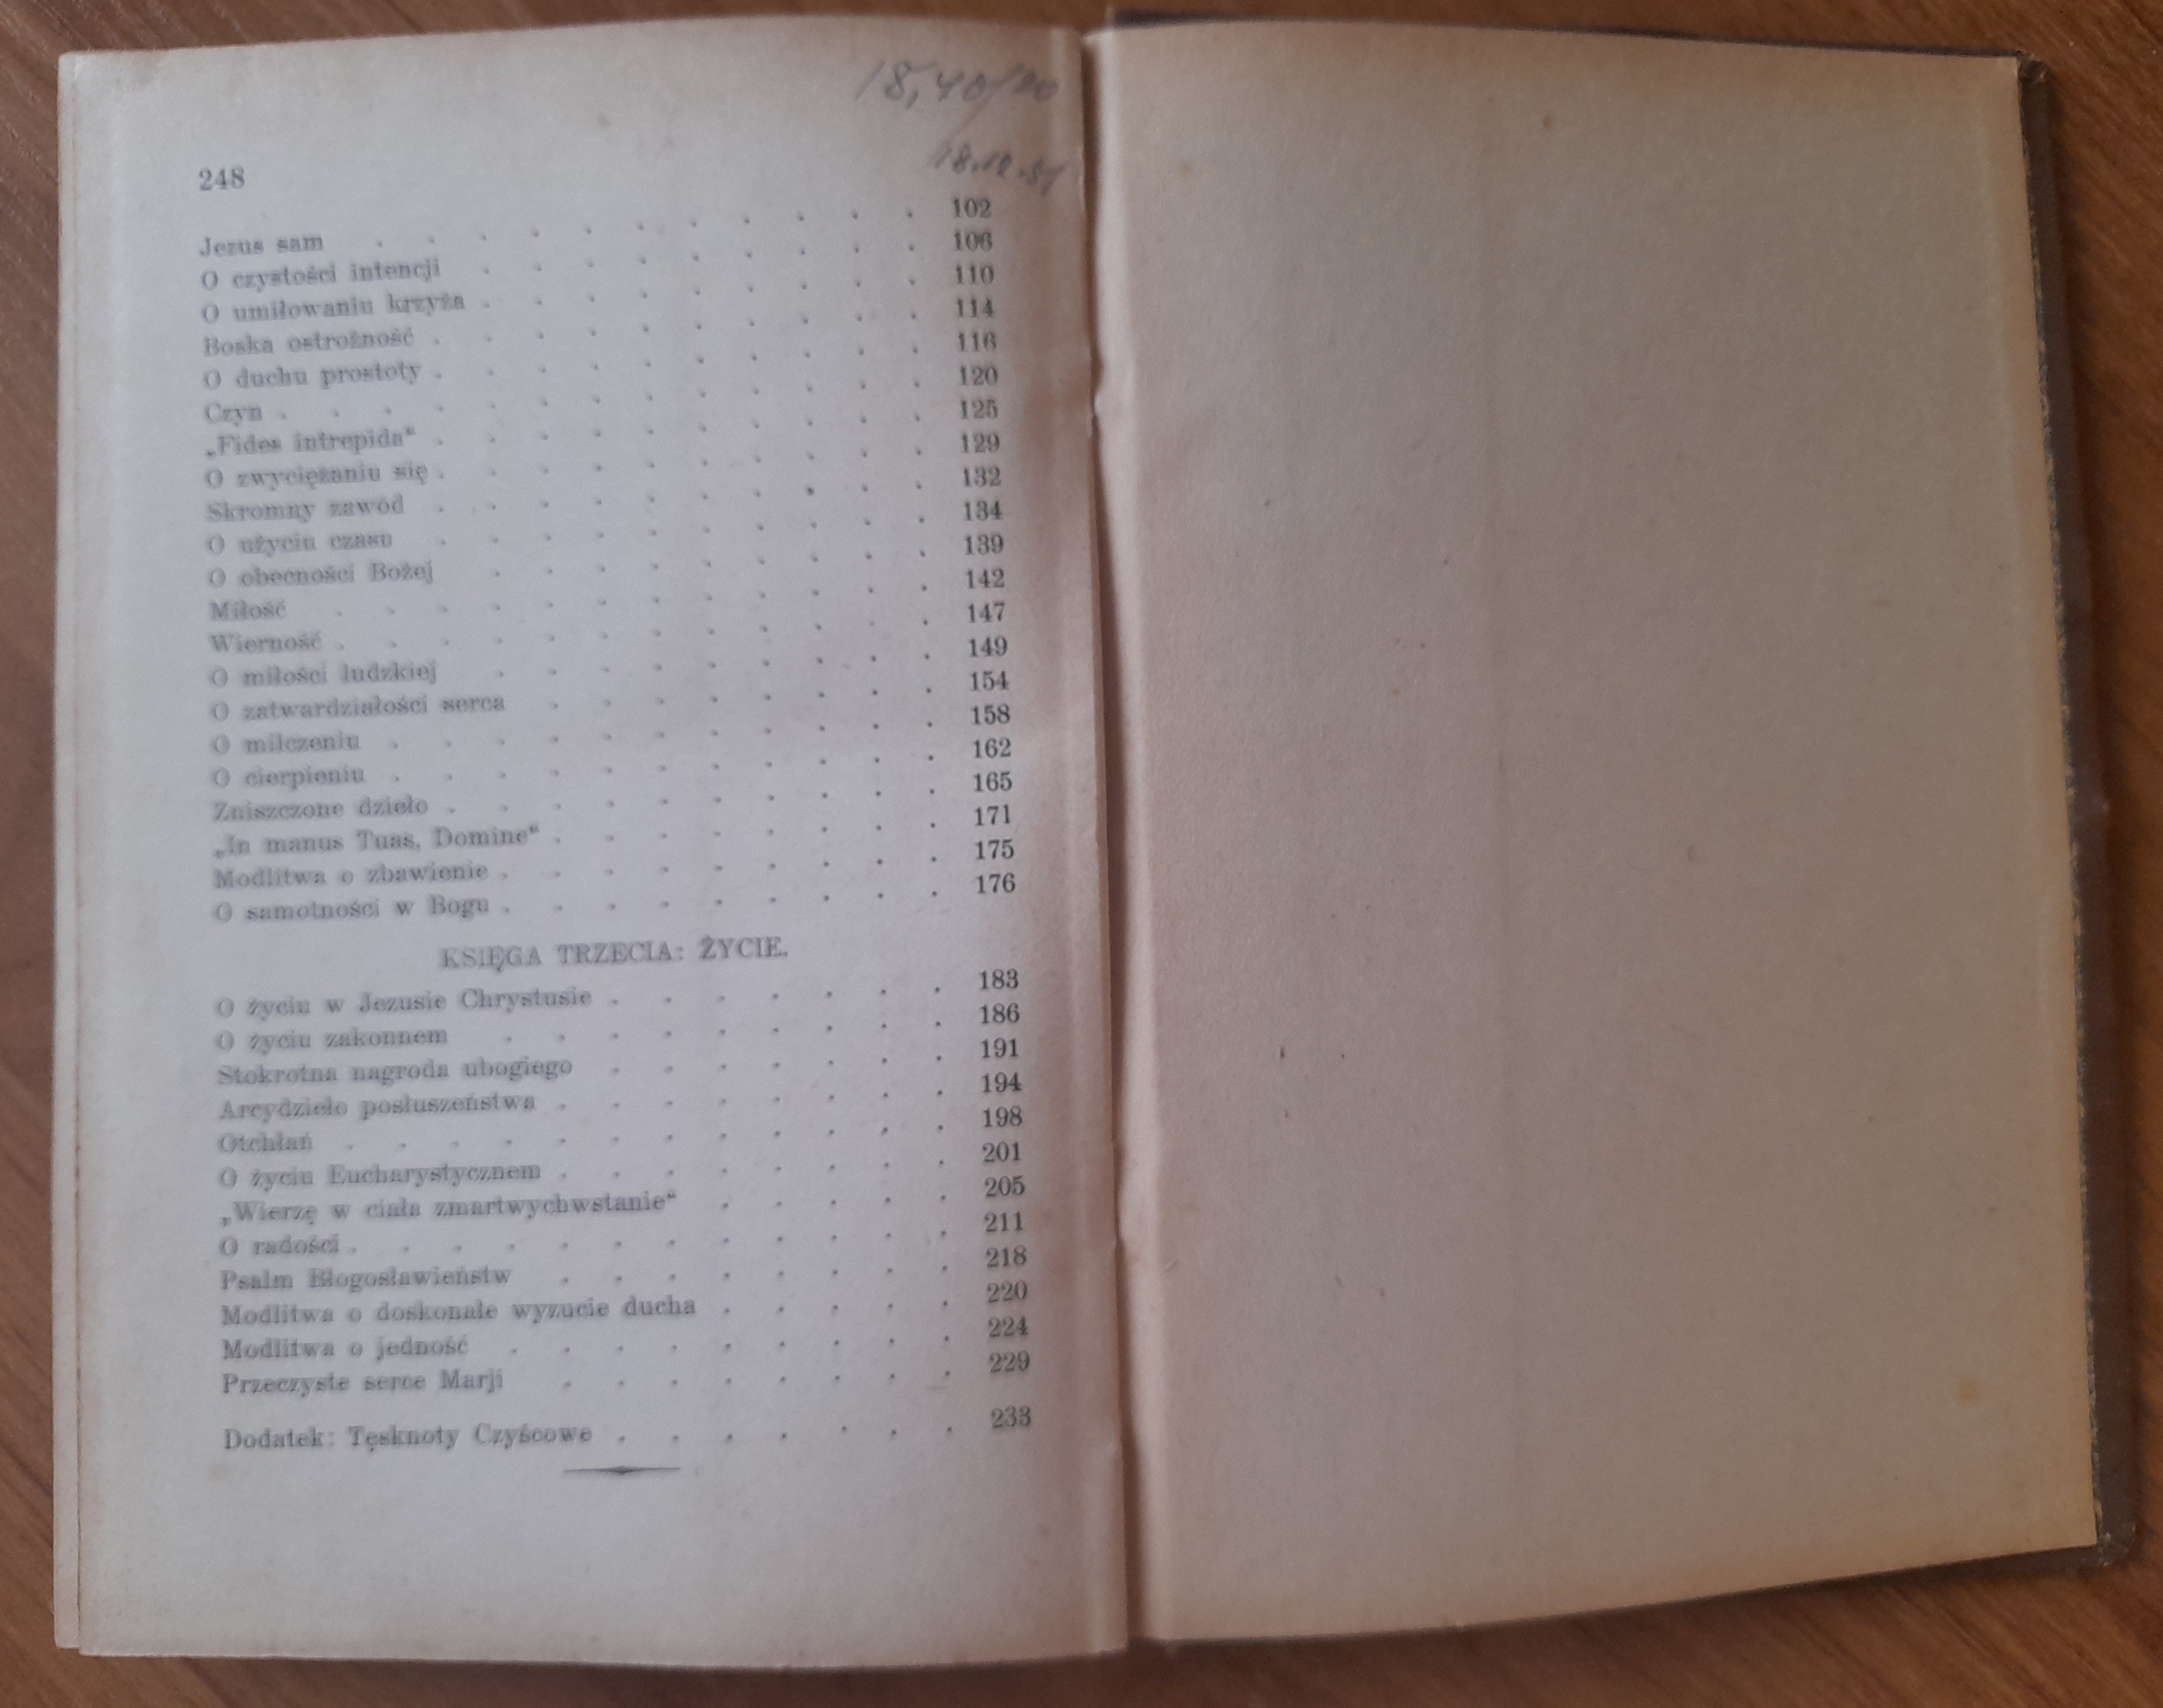 18,40/20
18.12.51
248
Jezus sam . . . . . . . . . . . 102
O czystości intencji . . . . . . . . . 106
O umiłowaniu krzyża . . . . . . . . . 110
Boska ostrożność . . . . . . . . . . 114
O duchu prostoty . . . . . . . . . . 116
Czyn . . . . . . . . . . . . . 120
„Fides intrepida“ . . . . . . . . . . 125
O zwyciężaniu się . . . . . . . . . . 129
Skromny zawód . . . . . . . . . . 132
O użyciu czasu . . . . . . . . . . 134
O obecności Bożej . . . . . . . . . 139
Miłość . . . . . . . . . . . . 142
Wierność . . . . . . . . . . . . 147
O miłości ludzkiej . . . . . . . . . 149
O zatwardziałości serca . . . . . . . . 154
O milczeniu . . . . . . . . . . . 158
O cierpieniu . . . . . . . . . . . 162
Zniszczone dzieło . . . . . . . . . . 165
„In manus Tuas, Domine“ . . . . . . . . 171
Modlitwa o zbawienie . . . . . . . . . 175
O samotności w Bogu . . . . . . . . . 176
KSIĘGA TRZECIA: ŻYCIE.
O życiu w Jezusie Chrystusie . . . . . . . 183
O życiu zakonnem . . . . . . . . . 186
Stokrotna nagroda ubogiego . . . . . . . 191
Arcydzieło posłuszeństwa . . . . . . . . 194
Otchłań . . . . . . . . . . . . 198
O życiu Eucharystycznem . . . . . . . . 201
„Wierzę w ciała zmartwychwstanie“ . . . . . 205
O radości . . . . . . . . . . . . 211
Psalm Błogosławieństw . . . . . . . . 218
Modlitwa o doskonałe wyzucie ducha . . . . . 220
Modlitwa o jedność . . . . . . . . . 224
Przeczyste serce Marji . . . . . . . . 229
Dodatek: Tęsknoty Czyścowe . . . . . . . 233